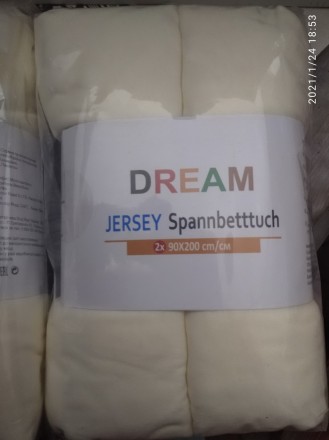 2021/1/24 18:53
DREAM
JERSEY Spannbetttuch
2x 90X200 cm/см